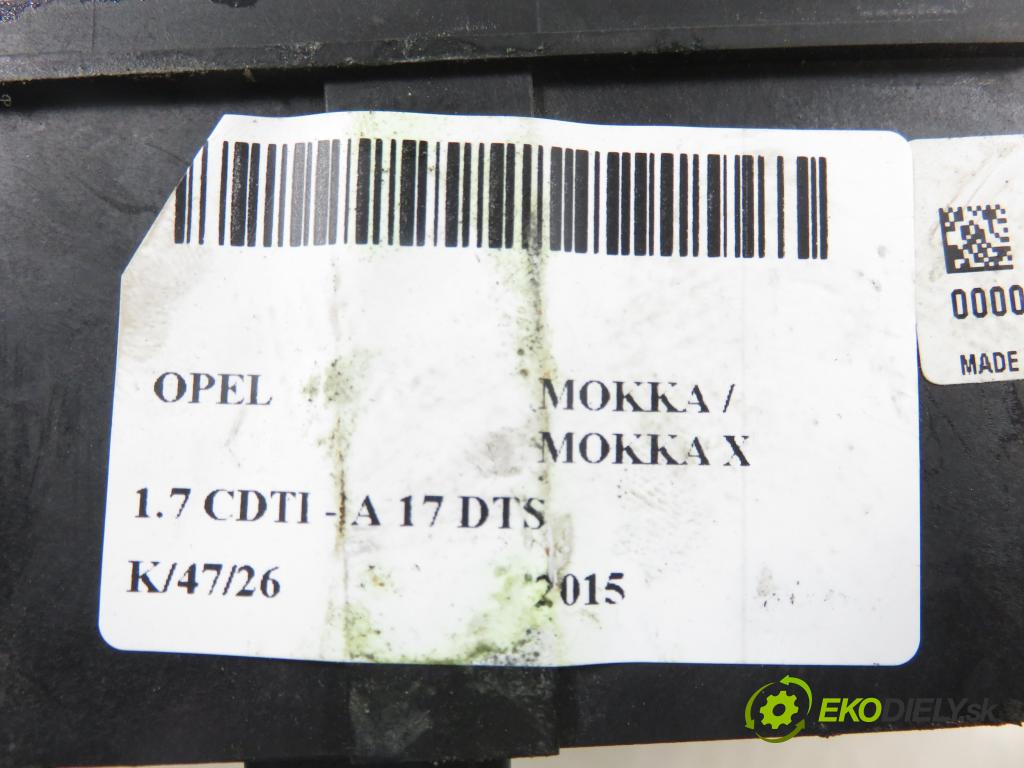 OPEL MOKKA /
MOKKA X
1.7 CDTI - A 17 DTS
K/47/26 2015
0000
MADE
EKODIELY.sk